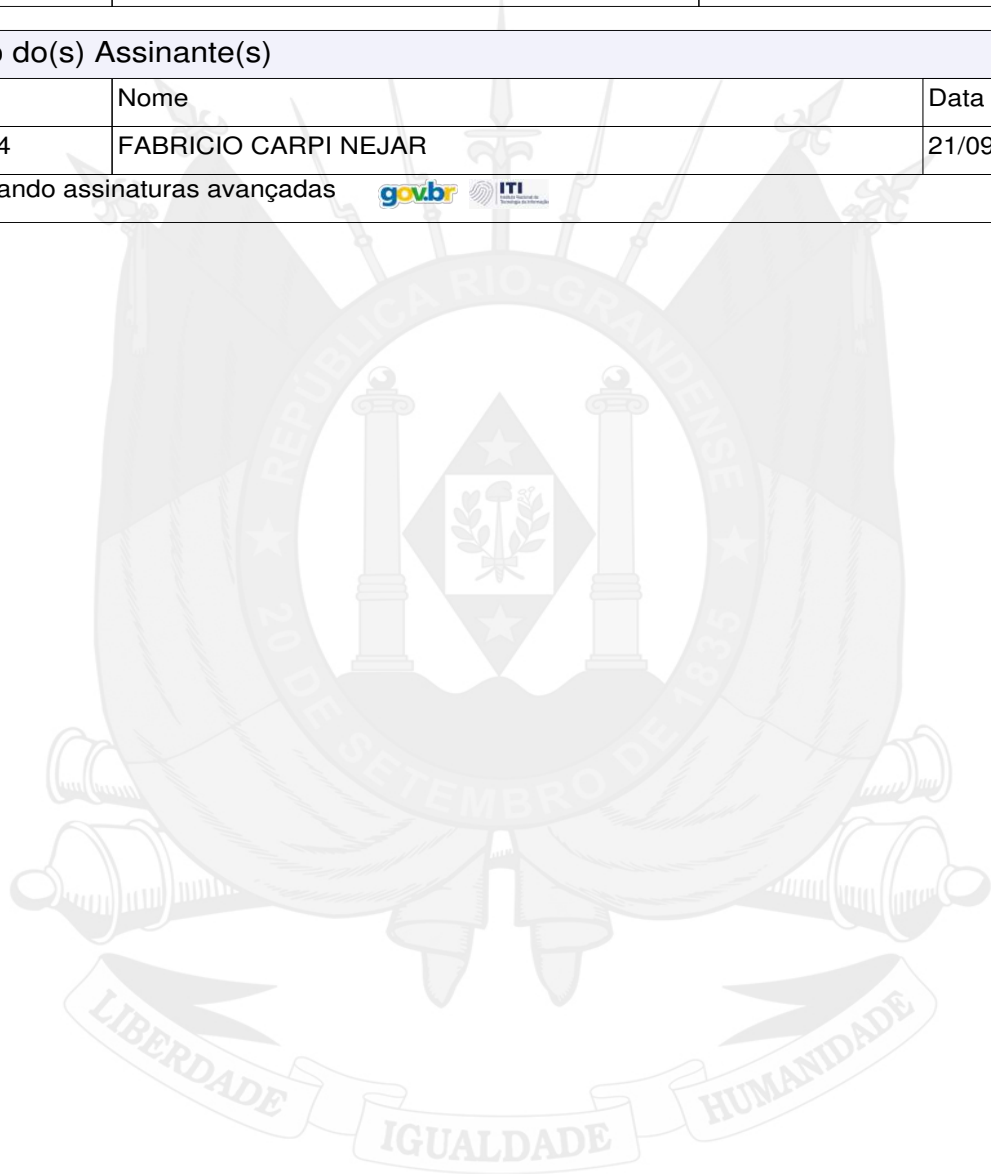 o do(s) Assinante(s)
Nome
Data
4
FABRICIO CARPI NEJAR
21/09
ando assinaturas avançadas
gov.br
ITI
REPÚBLICA RIO-GRANDENSE
20 DE SETEMBRO DE 1835
LIBERDADE
IGUALDADE
HUMANIDADE